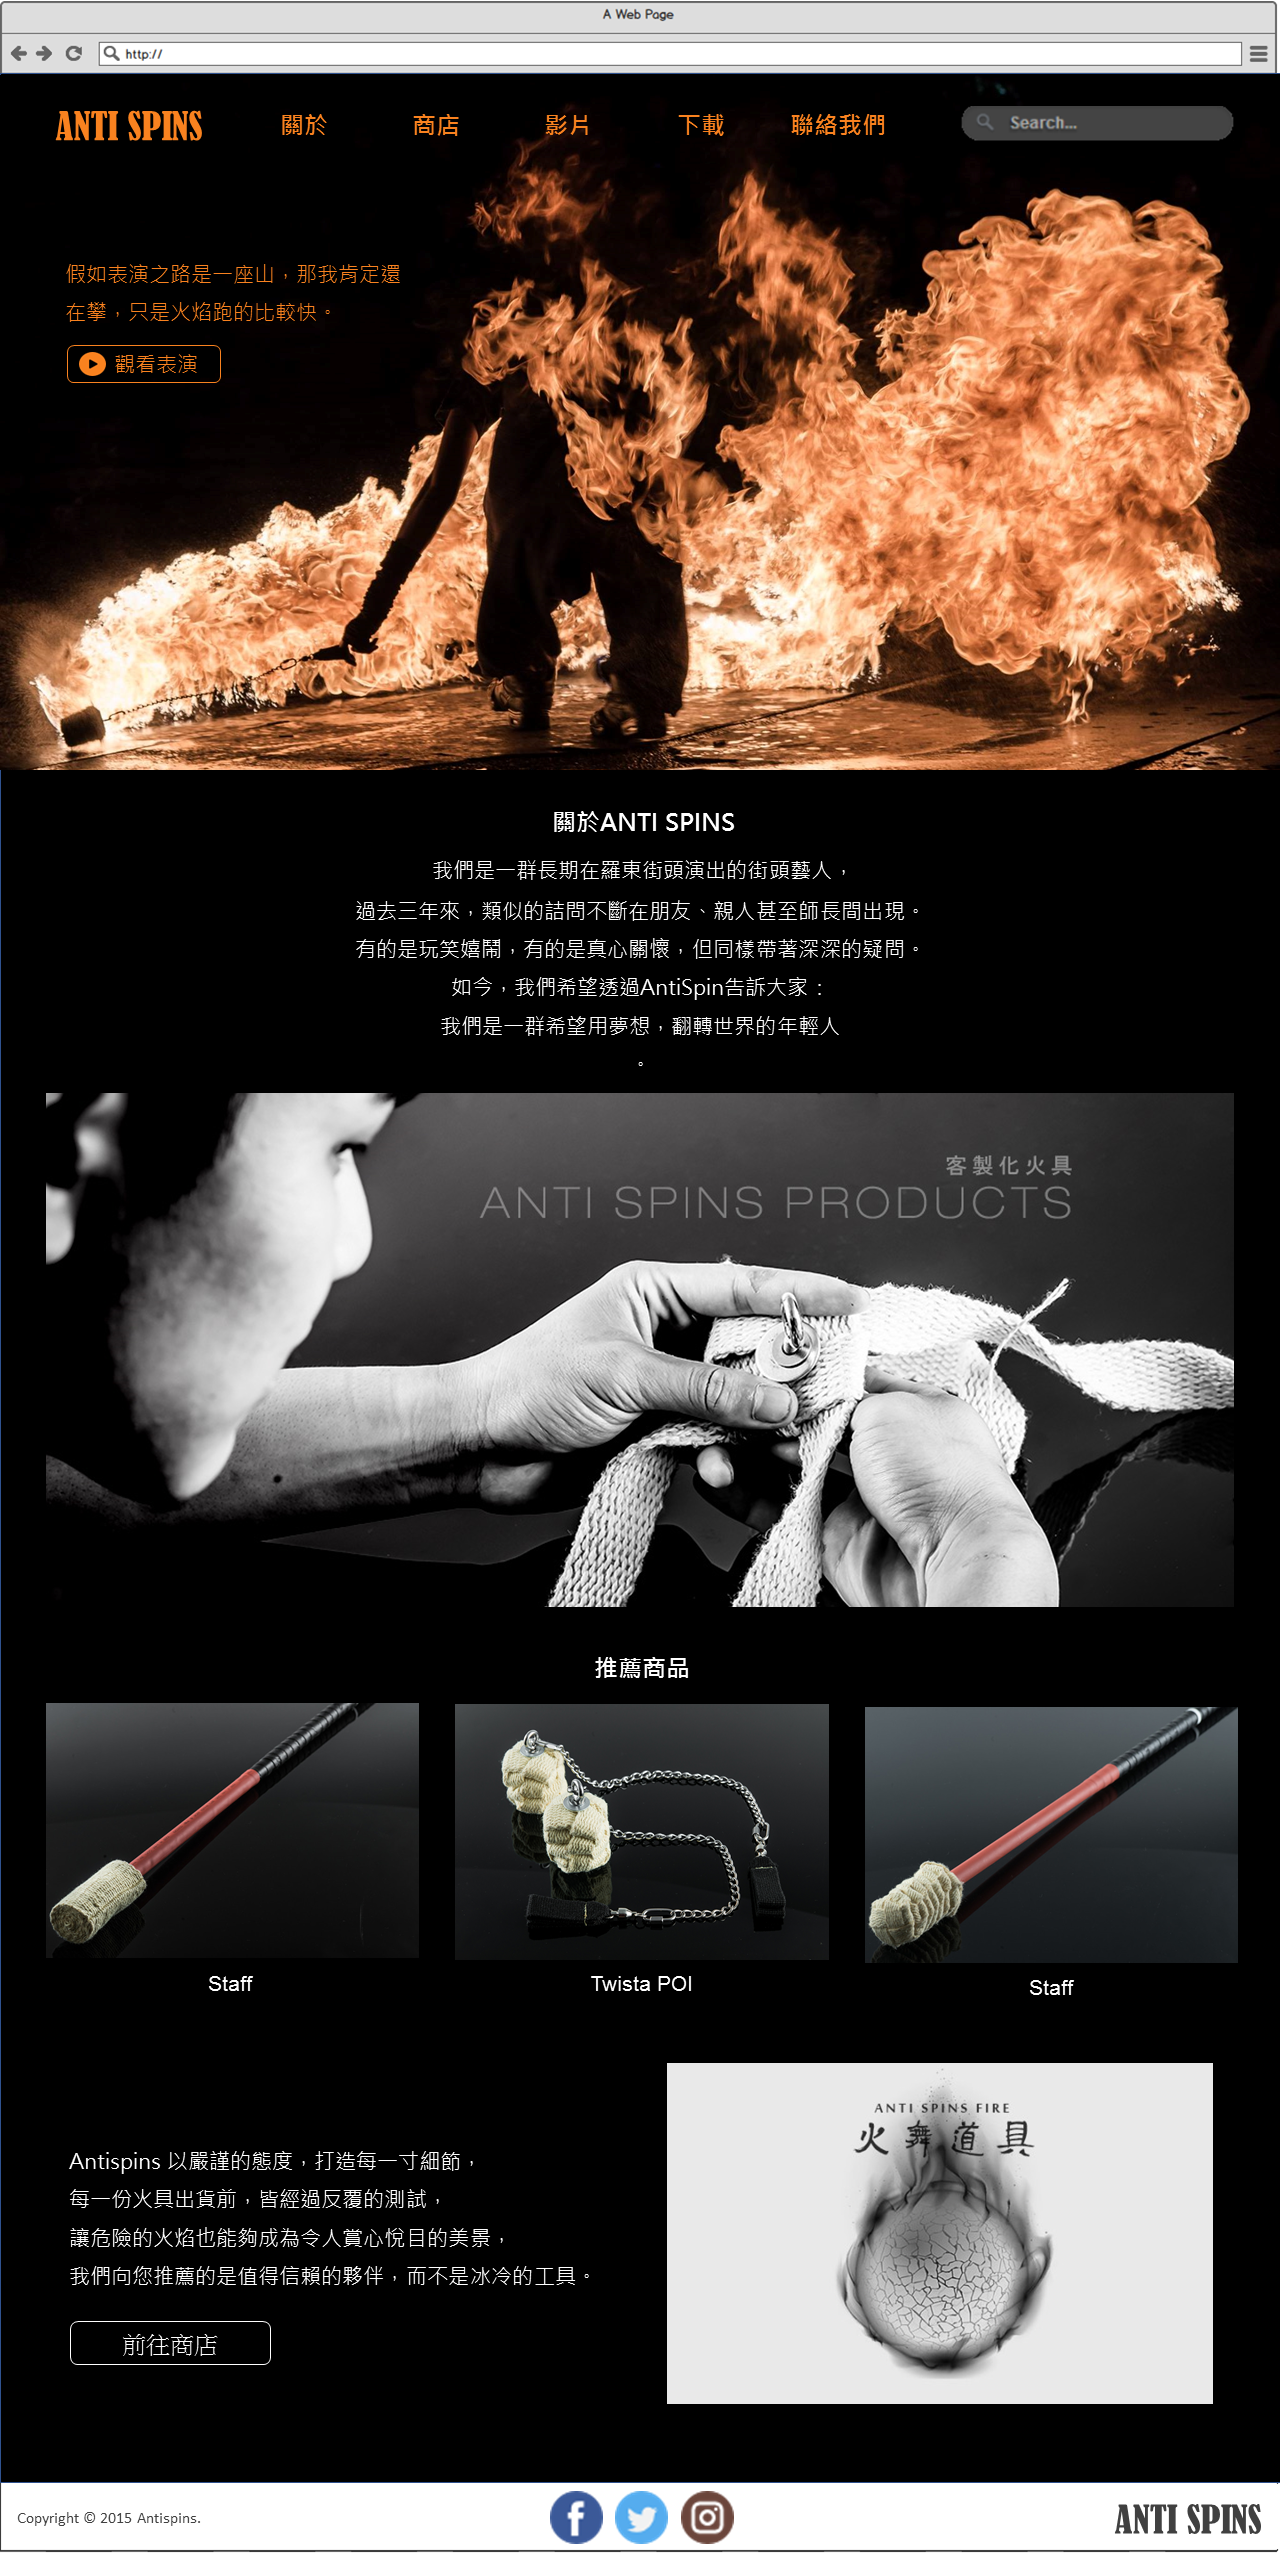 A Web Page
http://
ANTI SPINS
關於
商店
影片
下載
聯絡我們
Search...
假如表演之路是一座山，那我肯定還
在攀，只是火焰跑的比較快。
觀看表演
關於ANTI SPINS
我們是一群長期在羅東街頭演出的街頭藝人，
過去三年來，類似的詰問不斷在朋友、親人甚至師長間出現。
有的是玩笑嬉鬧，有的是真心關懷，但同樣帶著深深的疑問。
如今，我們希望透過AntiSpin告訴大家：
我們是一群希望用夢想，翻轉世界的年輕人
。
客製化火具
ANTI SPINS PRODUCTS
推薦商品
Staff
Twista POI
Staff
ANTI SPINS FIRE
火舞道具
Antispins 以嚴謹的態度，打造每一寸細節，
每一份火具出貨前，皆經過反覆的測試，
讓危險的火焰也能夠成為令人賞心悅目的美景，
我們向您推薦的是值得信賴的夥伴，而不是冰冷的工具。
前往商店
Copyright © 2015 Antispins.
ANTI SPINS